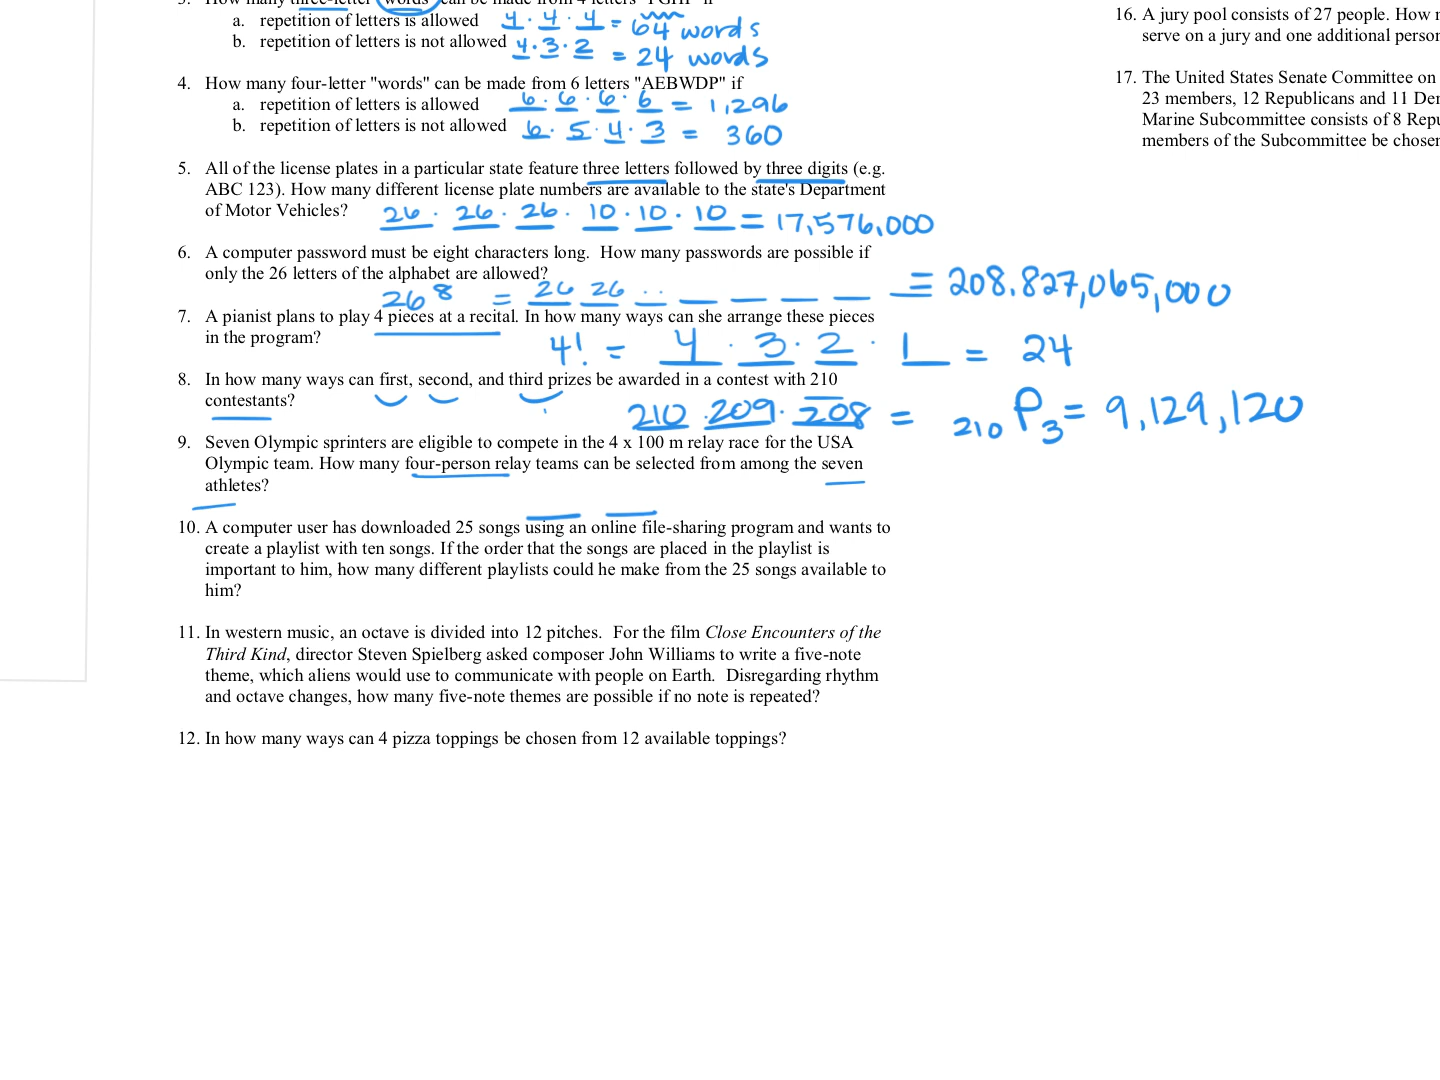 a. repetition of letters is allowed 4 · 4 · 4 = 64 words
b. repetition of letters is not allowed 4 · 3 · 2 = 24 words
4. How many four-letter "words" can be made from 6 letters "AEBWDP" if
a. repetition of letters is allowed 6 · 6 · 6 · 6 = 1,296
b. repetition of letters is not allowed 6 · 5 · 4 · 3 = 360
5. All of the license plates in a particular state feature three letters followed by three digits (e.g.
ABC 123). How many different license plate numbers are available to the state's Department
of Motor Vehicles? 26 · 26 · 26 · 10 · 10 · 10 = 17,576,000
6. A computer password must be eight characters long. How many passwords are possible if
only the 26 letters of the alphabet are allowed?
26⁸ = 26 26 .. = 208.827,065,000
7. A pianist plans to play 4 pieces at a recital. In how many ways can she arrange these pieces
in the program? 4! = 4 · 3 · 2 · 1 = 24
8. In how many ways can first, second, and third prizes be awarded in a contest with 210
contestants? 210 · 209 · 208 = ₂₁₀P₃ = 9,129,120
9. Seven Olympic sprinters are eligible to compete in the 4 x 100 m relay race for the USA
Olympic team. How many four-person relay teams can be selected from among the seven
athletes?
10. A computer user has downloaded 25 songs using an online file-sharing program and wants to
create a playlist with ten songs. If the order that the songs are placed in the playlist is
important to him, how many different playlists could he make from the 25 songs available to
him?
11. In western music, an octave is divided into 12 pitches. For the film Close Encounters of the
Third Kind, director Steven Spielberg asked composer John Williams to write a five-note
theme, which aliens would use to communicate with people on Earth. Disregarding rhythm
and octave changes, how many five-note themes are possible if no note is repeated?
12. In how many ways can 4 pizza toppings be chosen from 12 available toppings?
16. A jury pool consists of 27 people. How
serve on a jury and one additional
17. The United States Senate Committee on
23 members, 12 Republicans and 11
Marine Subcommittee consists of 8
members of the Subcommittee be